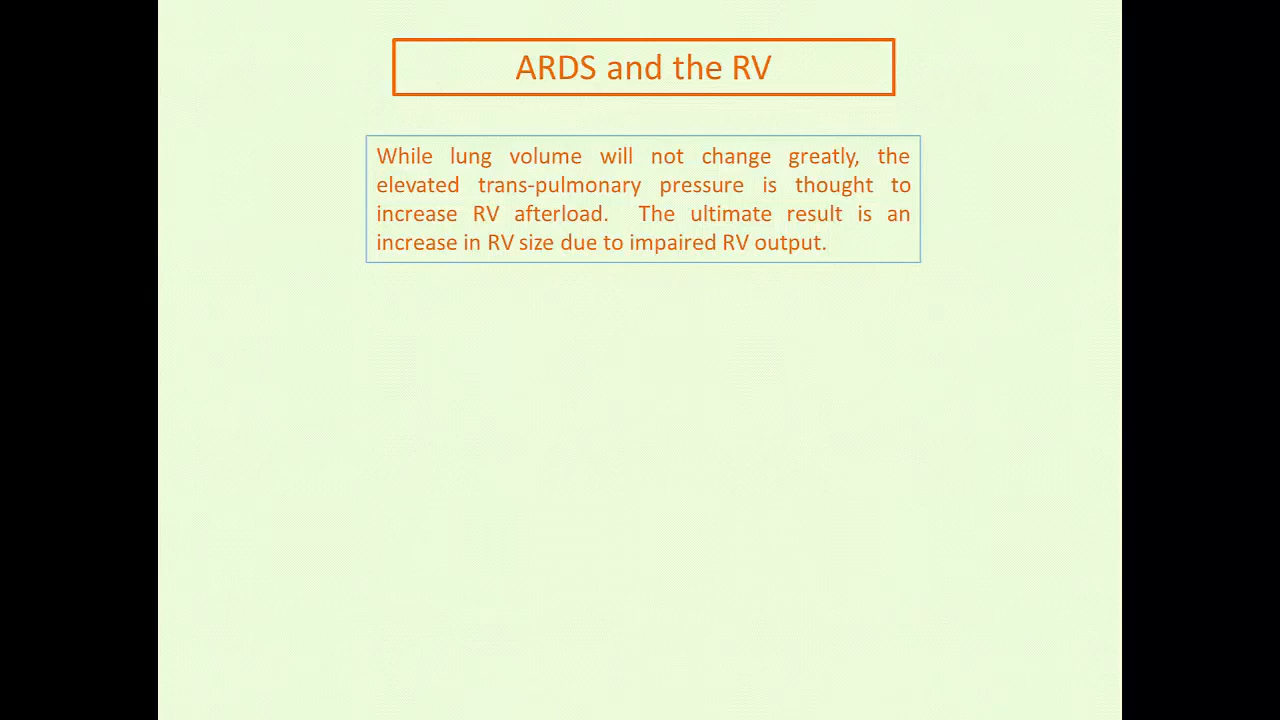 ARDS and the RV
While lung volume will not change greatly, the
elevated trans-pulmonary pressure is thought to
increase RV afterload. The ultimate result is an
increase in RV size due to impaired RV output.